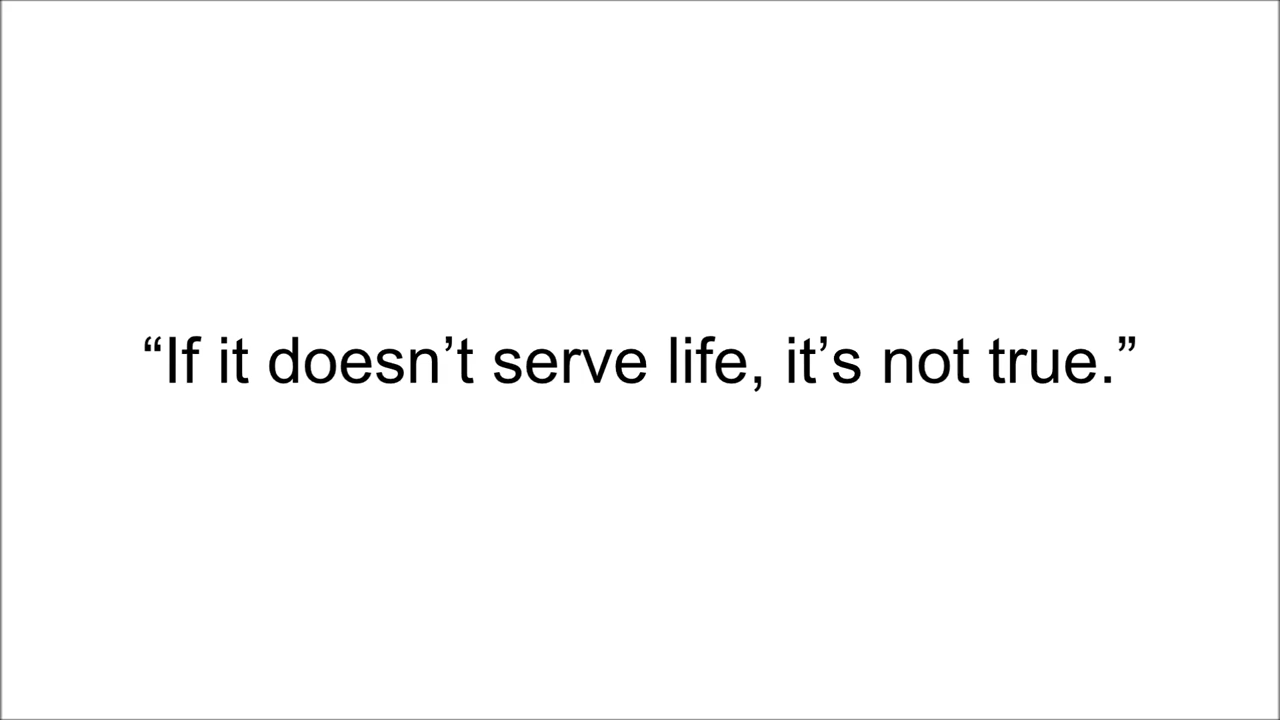 “If it doesn’t serve life, it’s not true.”